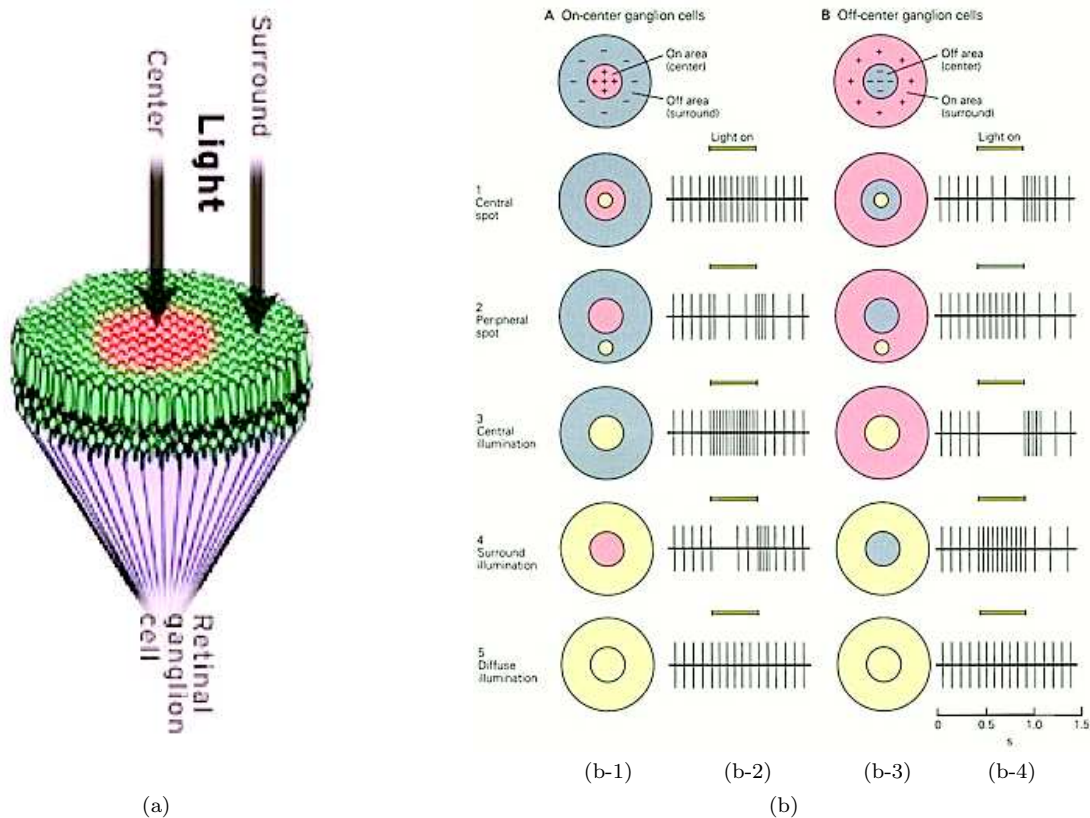 Surround
Center
Light
Retinal
ganglion
cell
(a)
A On-center ganglion cells
On area
(center)
Off area
(surround)
B Off-center ganglion cells
Off area
(center)
On area
(surround)
Light on
Light on
1
Central
spot
2
Peripheral
spot
3
Central
illumination
4
Surround
illumination
5
Diffuse
illumination
0 0.5 1.0 1.5
s
(b-1) (b-2) (b-3) (b-4)
(b)